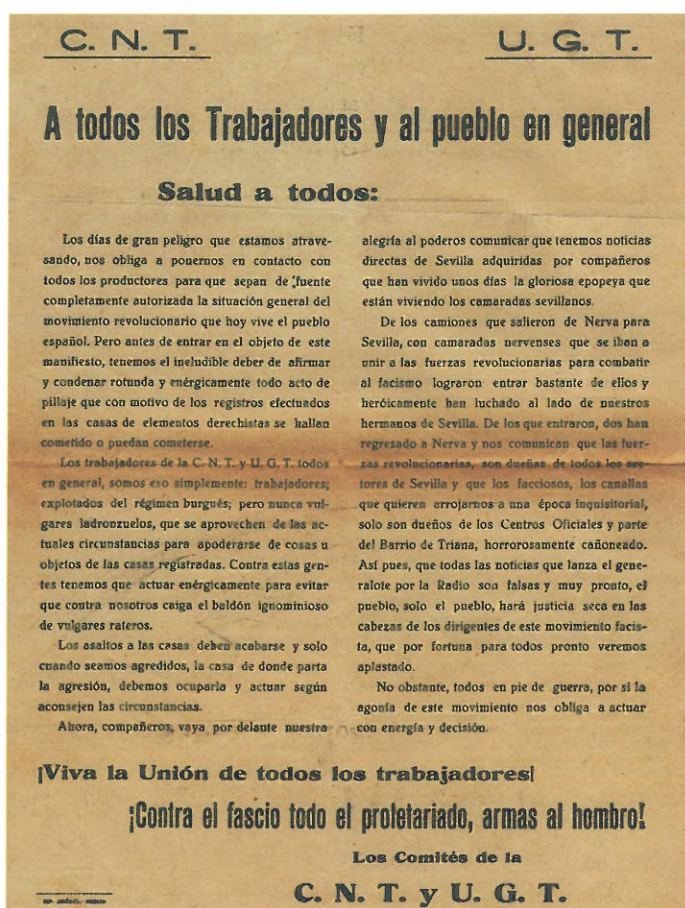 C. N. T.
U. G. T.
A todos los Trabajadores y al pueblo en general
Salud a todos:
Los días de gran peligro que estamos atrave-
sando, nos obliga a ponernos en contacto con
todos los productores para que sepan de fuente
completamente autorizada la situación general del
movimiento revolucionario que hoy vive el pueblo
español. Pero antes de entrar en el objeto de este
manifiesto, tenemos el ineludible deber de afirmar
y condenar rotunda y enérgicamente todo acto de
pillaje que con motivo de los registros efectuados
en las casas de elementos derechistas se hallan
cometido o puedan cometerse.
Los trabajadores de la C. N. T. y U. G. T. todos
en general, somos eso simplemente: trabajadores;
explotados del régimen burgués; pero nunca vul-
gares ladronzuelos, que se aprovechen de las ac-
tuales circunstancias para apoderarse de cosas u
objetos de las casas registradas. Contra estas gen-
tes tenemos que actuar enérgicamente para evitar
que contra nosotros caiga el baldón ignominioso
de vulgares rateros.
Los asaltos a las casas deben acabarse y solo
cuando seamos agredidos, la casa de donde parta
la agresión, debemos ocuparla y actuar según
aconsejen las circunstancias.
Ahora, compañeros, vaya por delante nuestra
alegría al poderos comunicar que tenemos noticias
directas de Sevilla adquiridas por compañeros
que han vivido unos días la gloriosa epopeya que
están viviendo los camaradas sevillanos.
De los camiones que salieron de Nerva para
Sevilla, con camaradas nervenses que se iban a
unir a las fuerzas revolucionarias para combatir
al facismo lograron entrar bastante de ellos y
heróicamente han luchado al lado de nuestros
hermanos de Sevilla. De los que entraron, dos han
regresado a Nerva y nos comunican que las fuer-
zas revolucionarias, son dueñas de todos los sec-
tores de Sevilla y que los facciosos, los canallas
que quieren arrojarnos a una época inquisitorial,
solo son dueños de los Centros Oficiales y parte
del Barrio de Triana, horrorosamente cañoneado.
Así pues, que todas las noticias que lanza el gene-
ralote por la Radio son falsas y muy pronto, el
pueblo, solo el pueblo, hará justicia seca en las
cabezas de los dirigentes de este movimiento facis-
ta, que por fortuna para todos pronto veremos
aplastado.
No obstante, todos en pie de guerra, por si la
agonía de este movimiento nos obliga a actuar
con energía y decisión.
¡Viva la Unión de todos los trabajadores!
¡Contra el fascio todo el proletariado, armas al hombro!
Los Comités de la
C. N. T. y U. G. T.